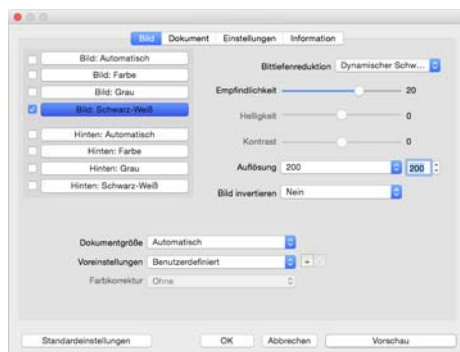 Bild Dokument Einstellungen Information
Bild: Automatisch
Bild: Farbe
Bild: Grau
Bild: Schwarz-Weiß
Hinten: Automatisch
Hinten: Farbe
Hinten: Grau
Hinten: Schwarz-Weiß
Bittiefenreduktion Dynamischer Schw...
Empfindlichkeit 20
Helligkeit 0
Kontrast 0
Auflösung 200 200
Bild invertieren Nein
Dokumentgröße Automatisch
Voreinstellungen Benutzerdefiniert + -
Farbkorrektur Ohne
Standardeinstellungen OK Abbrechen Vorschau